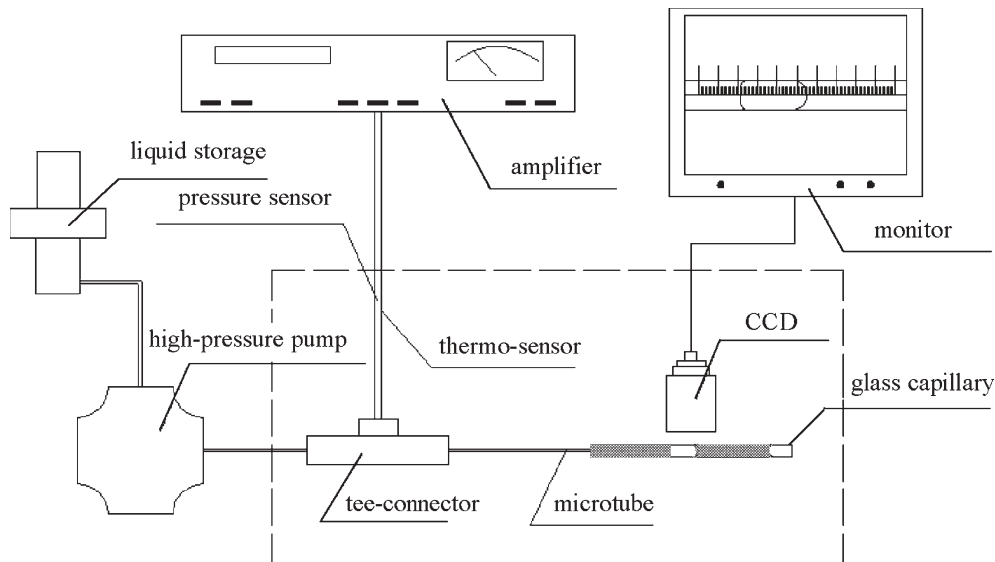 liquid storage
amplifier
pressure sensor
monitor
CCD
high-pressure pump
thermo-sensor
glass capillary
tee-connector
microtube